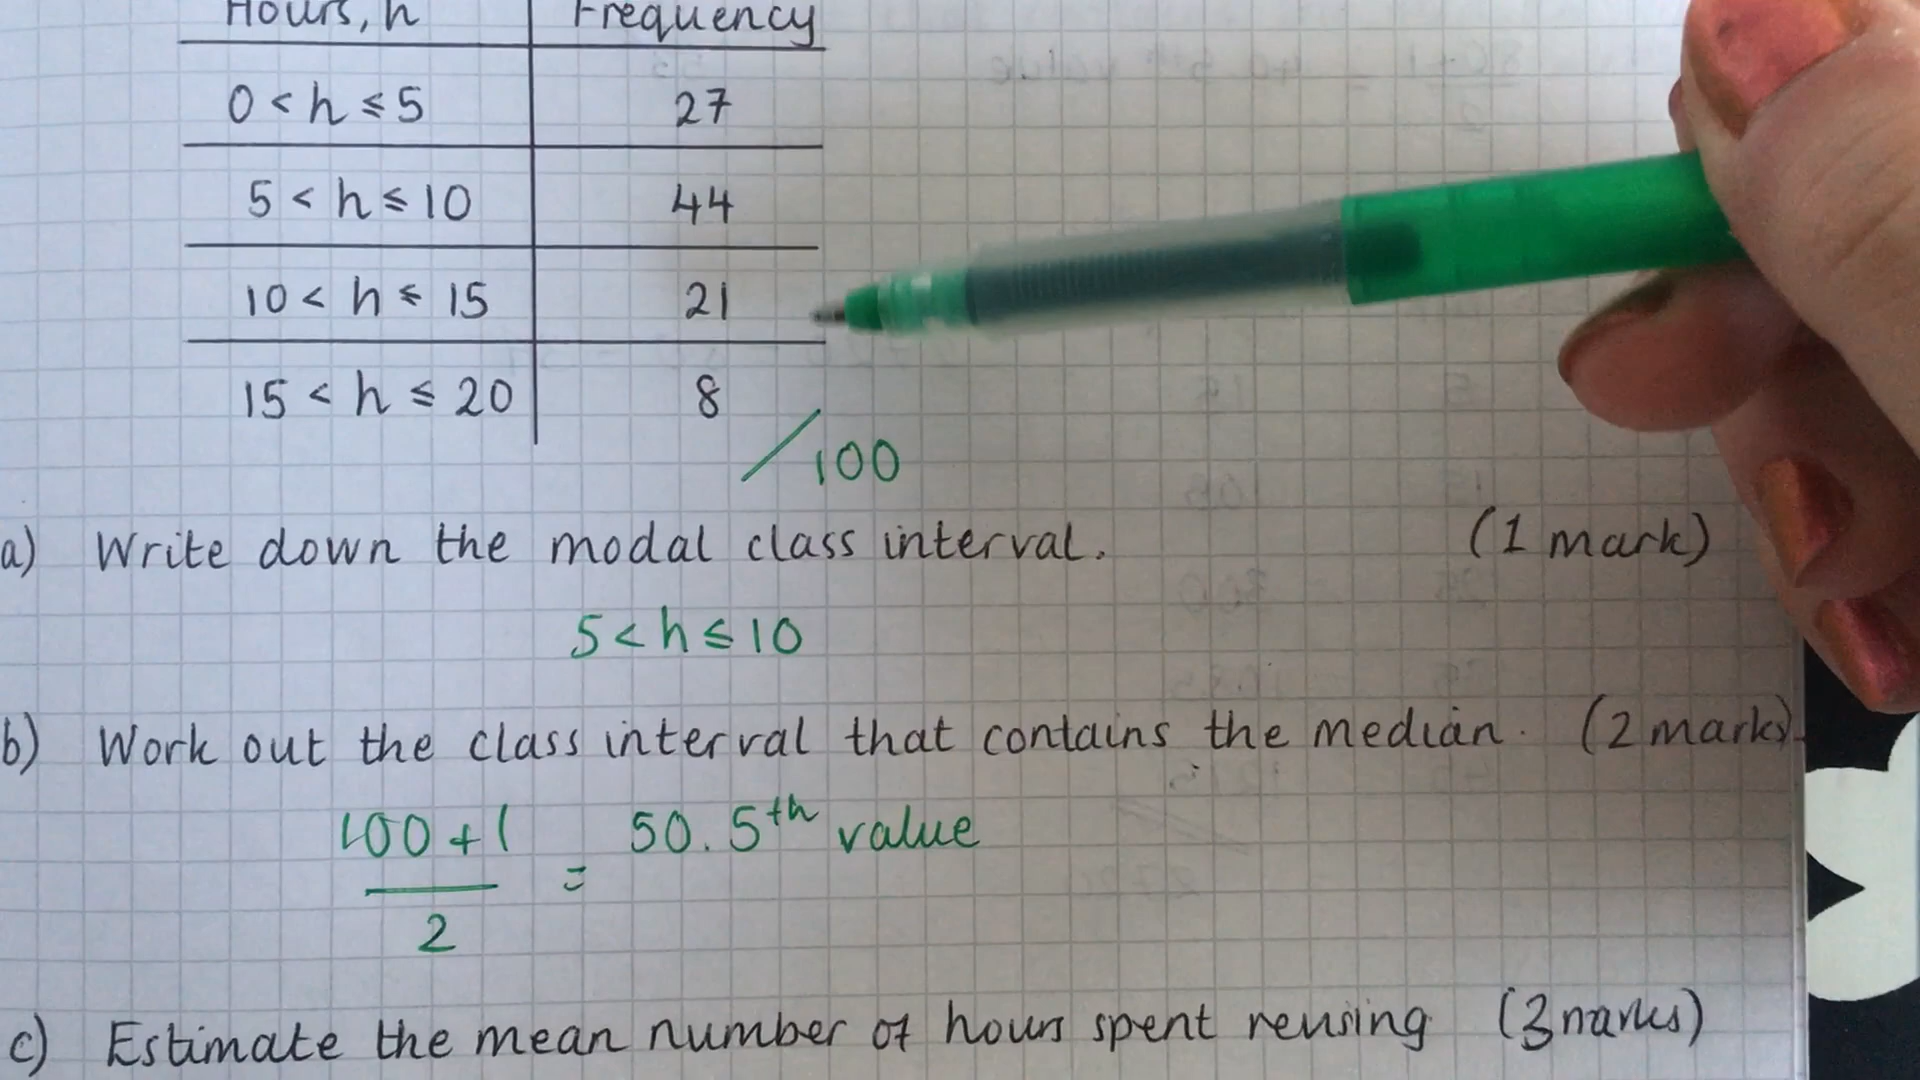 Hours, h Frequency
0 < h ≤ 5 27
5 < h ≤ 10 44
10 < h ≤ 15 21
15 < h ≤ 20 8
/100
a) Write down the modal class interval. (1 mark)
5 < h ≤ 10
b) Work out the class interval that contains the median. (2 marks)
100 + 1
= 50.5th value
2
c) Estimate the mean number of hours spent revising (3 marks)